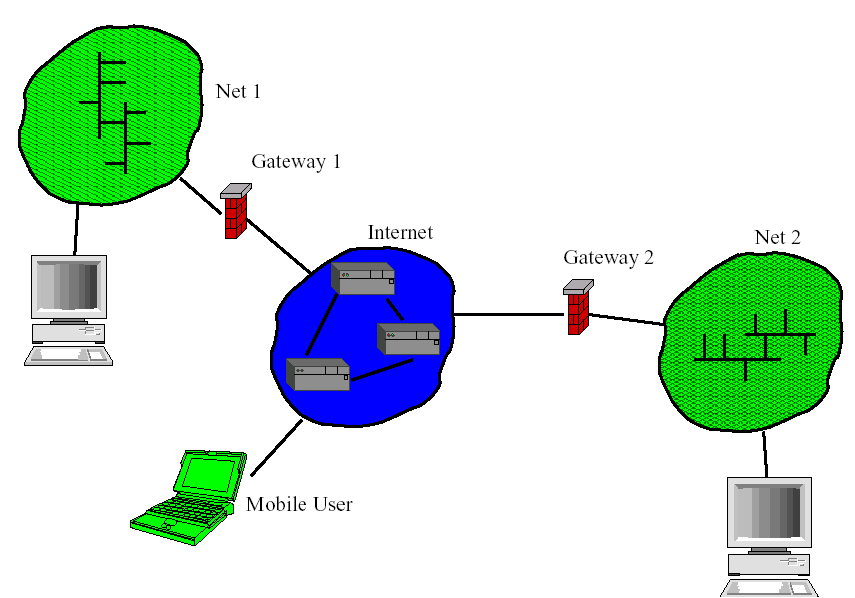 Net 1
Gateway 1
Internet
Net 2
Gateway 2
Mobile User